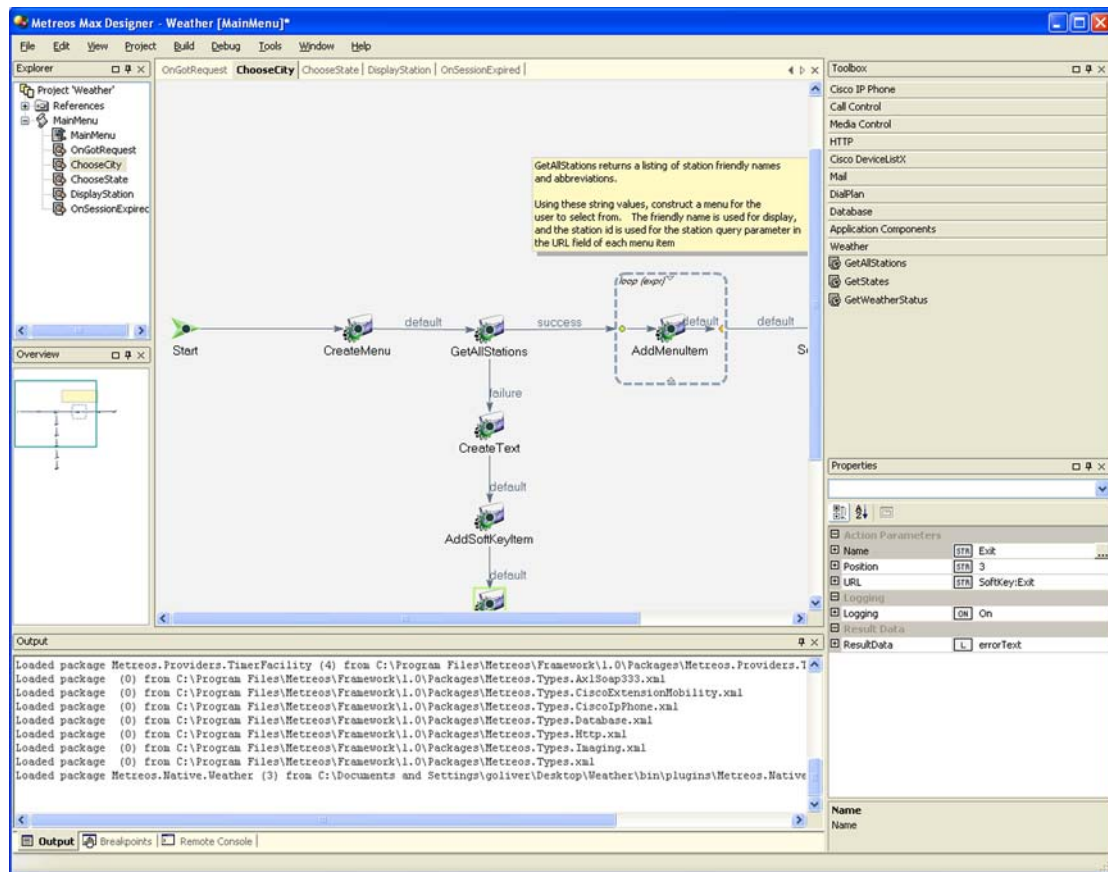 Metreos Max Designer - Weather [MainMenu]*
File Edit View Project Build Debug Tools Window Help
Explorer
Project 'Weather'
References
MainMenu
MainMenu
OnGotRequest
ChooseCity
ChooseState
DisplayStation
OnSessionExpired
Overview
OnGotRequest ChooseCity ChooseState DisplayStation OnSessionExpired
GetAllStations returns a listing of station friendly names
and abbreviations.
Using these string values, construct a menu for the
user to select from. The friendly name is used for display,
and the station id is used for the station query parameter in
the URL field of each menu item
loop (expr)
default success default default
Start CreateMenu GetAllStations AddMenuItem S
failure
CreateText
default
AddSoftKeyItem
default
Toolbox
Cisco IP Phone
Call Control
Media Control
HTTP
Cisco DeviceListX
Mail
DialPlan
Database
Application Components
Weather
GetAllStations
GetStates
GetWeatherStatus
Properties
Action Parameters
Name STR Exit ...
Position STR 3
URL STR SoftKey:Exit
Logging
Logging ON On
Result Data
ResultData L errorText
Name
Name
Output
Loaded package Metreos.Providers.TimerFacility (4) from C:\Program Files\Metreos\Framework\1.0\Packages\Metreos.Providers.T
Loaded package (0) from C:\Program Files\Metreos\Framework\1.0\Packages\Metreos.Types.AxlSoap333.xml
Loaded package (0) from C:\Program Files\Metreos\Framework\1.0\Packages\Metreos.Types.CiscoExtensionMobility.xml
Loaded package (0) from C:\Program Files\Metreos\Framework\1.0\Packages\Metreos.Types.CiscoIpPhone.xml
Loaded package (0) from C:\Program Files\Metreos\Framework\1.0\Packages\Metreos.Types.Database.xml
Loaded package (0) from C:\Program Files\Metreos\Framework\1.0\Packages\Metreos.Types.Http.xml
Loaded package (0) from C:\Program Files\Metreos\Framework\1.0\Packages\Metreos.Types.Imaging.xml
Loaded package (0) from C:\Program Files\Metreos\Framework\1.0\Packages\Metreos.Types.xml
Loaded package Metreos.Native.Weather (3) from C:\Documents and Settings\goliver\Desktop\Weather\bin\plugins\Metreos.Native
Output Breakpoints Remote Console